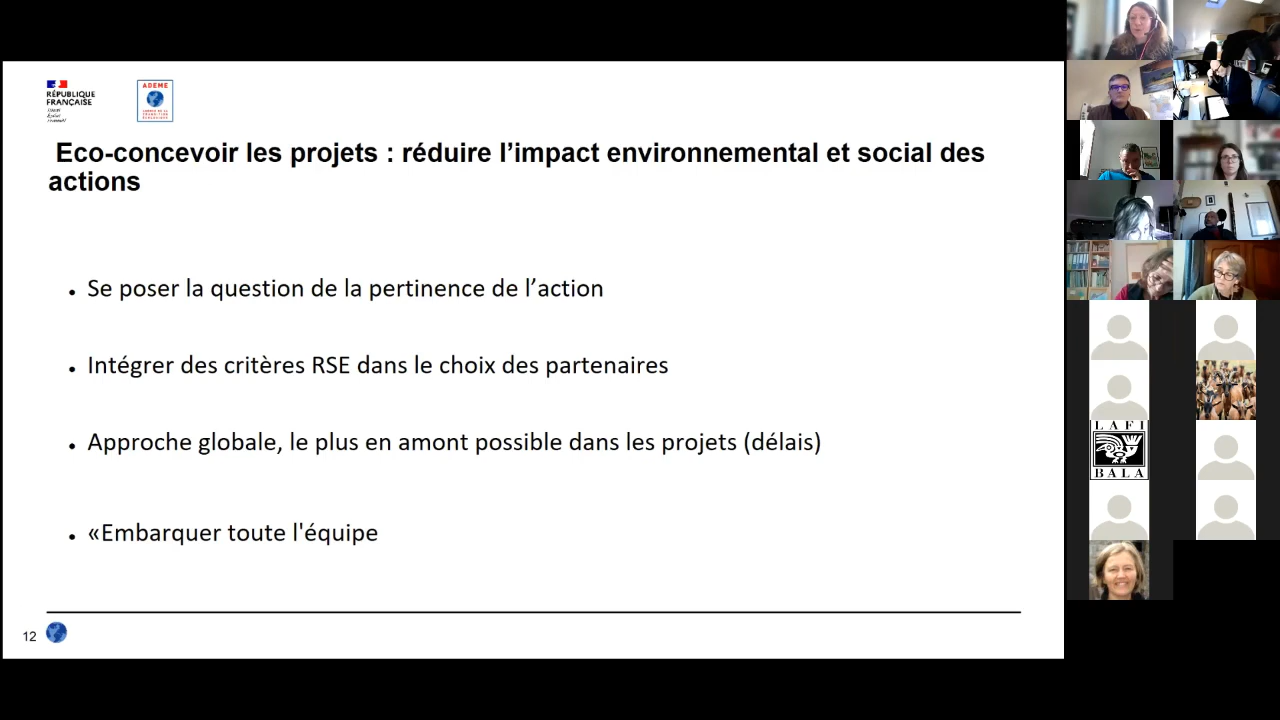 RÉPUBLIQUE
FRANÇAISE
ADEME
Eco-concevoir les projets : réduire l’impact environnemental et social des
actions
• Se poser la question de la pertinence de l’action
• Intégrer des critères RSE dans le choix des partenaires
• Approche globale, le plus en amont possible dans les projets (délais)
• «Embarquer toute l'équipe
12
LAFI
BALA